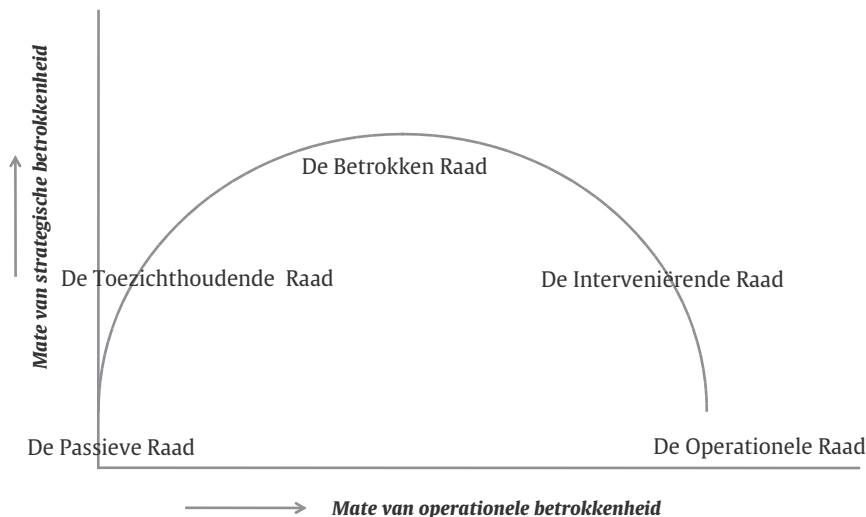 Mate van strategische betrokkenheid
De Betrokken Raad
De Toezichthoudende Raad
De Interveniërende Raad
De Passieve Raad
De Operationele Raad
Mate van operationele betrokkenheid